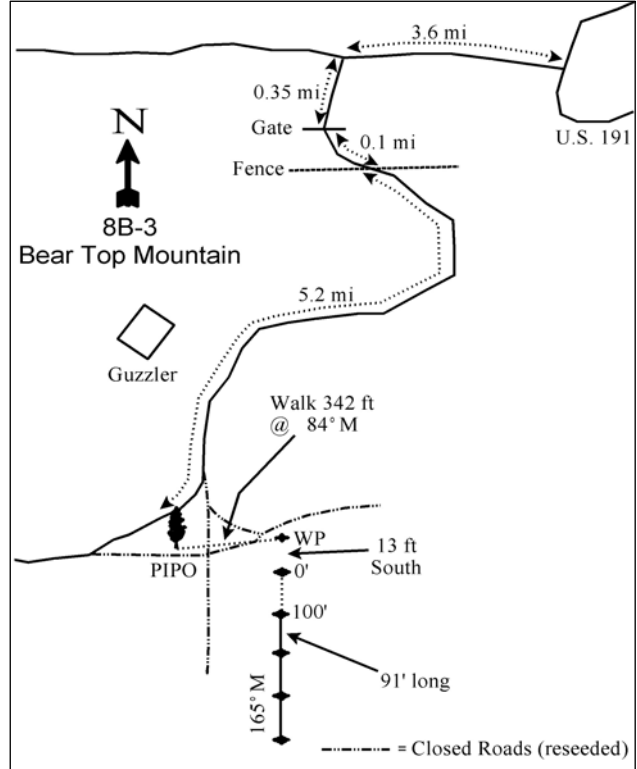 3.6 mi
0.35 mi
U.S. 191
Gate
0.1 mi
Fence
N
8B-3
Bear Top Mountain
5.2 mi
Guzzler
Walk 342 ft
@ 84° M
WP
13 ft
South
PIPO
0'
100'
91' long
165° M
= Closed Roads (reseeded)